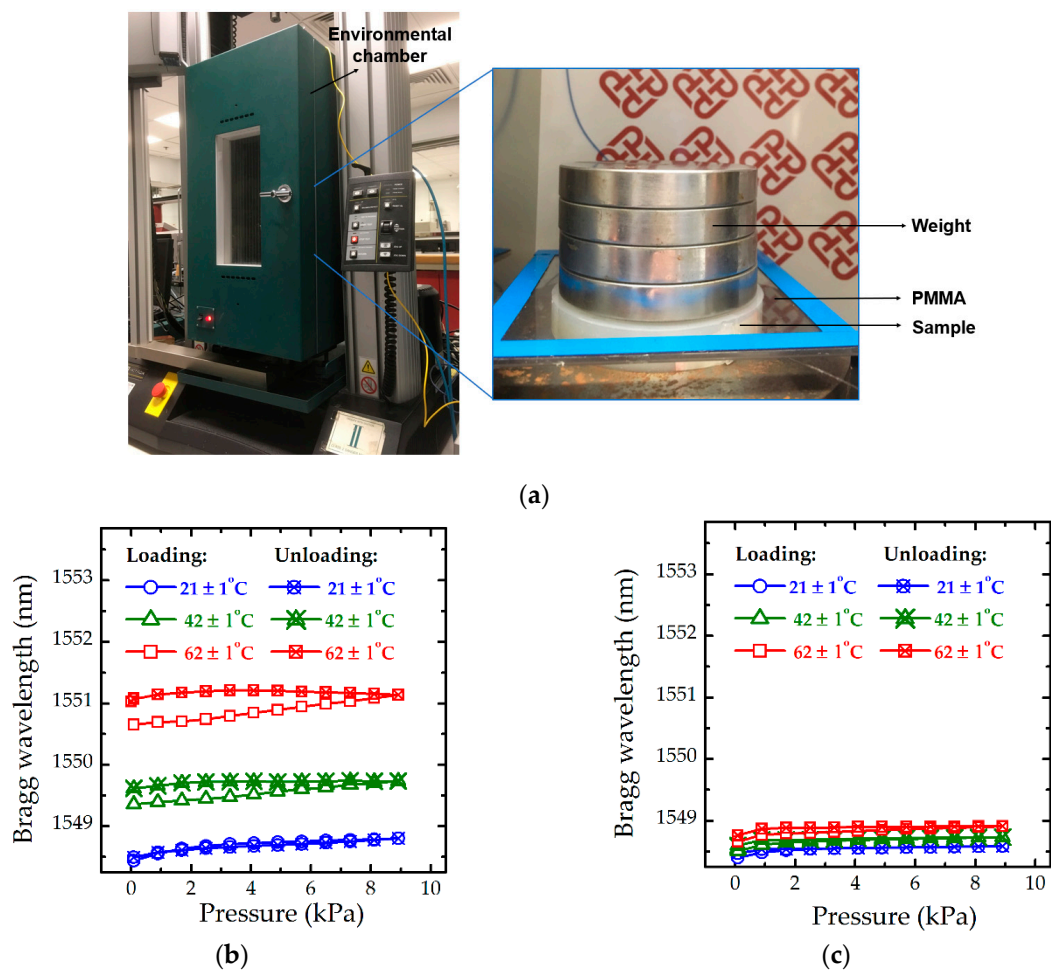 Environmental
chamber
Weight
PMMA
Sample
(a)
Loading: Unloading:
21 ± 1°C 21 ± 1°C
42 ± 1°C 42 ± 1°C
62 ± 1°C 62 ± 1°C
1553
1552
1551
1550
1549
Bragg wavelength (nm)
0 2 4 6 8 10
Pressure (kPa)
(b)
Loading: Unloading:
21 ± 1°C 21 ± 1°C
42 ± 1°C 42 ± 1°C
62 ± 1°C 62 ± 1°C
1553
1552
1551
1550
1549
Bragg wavelength (nm)
0 2 4 6 8 10
Pressure (kPa)
(c)